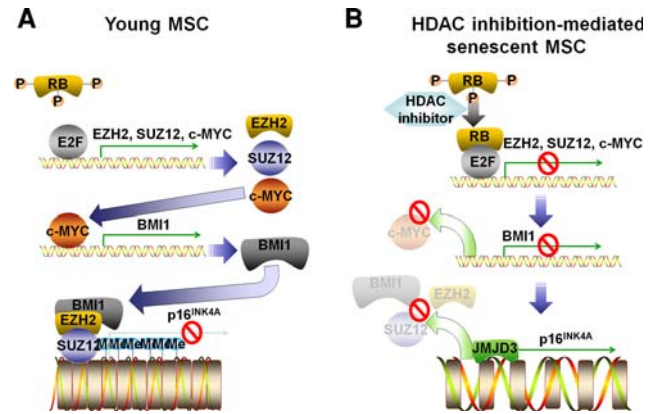 A
Young MSC
P RB P
P
E2F
EZH2, SUZ12, c-MYC
EZH2
SUZ12
c-MYC
c-MYC
BMI1
BMI1
BMI1
EZH2
SUZ12
p16INK4A
B
HDAC inhibition-mediated
senescent MSC
P RB P
P
HDAC
inhibitor
RB
E2F
EZH2, SUZ12, c-MYC
c-MYC
BMI1
BMI1
EZH2
SUZ12
JMJD3
p16INK4A